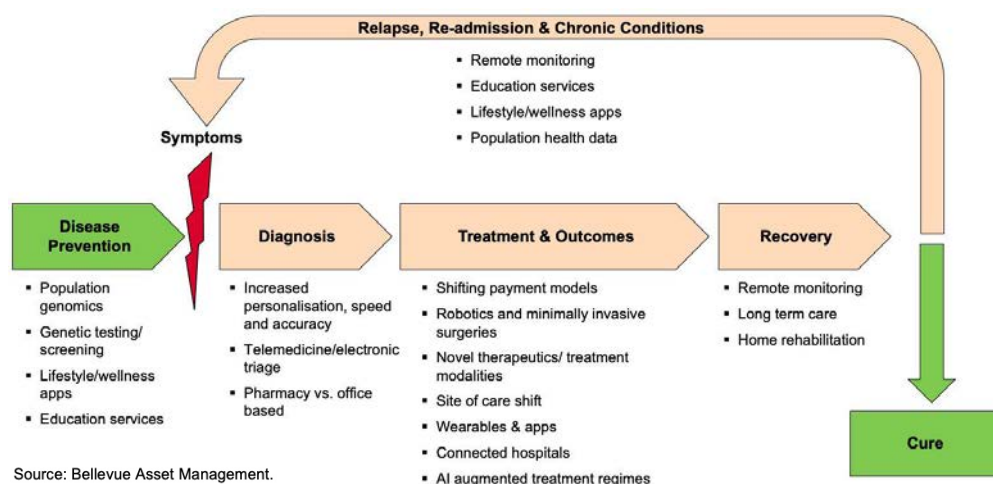 Relapse, Re-admission & Chronic Conditions
▪ Remote monitoring
▪ Education services
▪ Lifestyle/wellness apps
▪ Population health data
Symptoms
Disease
Prevention
Diagnosis
Treatment & Outcomes
Recovery
▪ Population
genomics
▪ Genetic testing/
screening
▪ Lifestyle/wellness
apps
▪ Education services
▪ Increased
personalisation, speed
and accuracy
▪ Telemedicine/electronic
triage
▪ Pharmacy vs. office
based
▪ Shifting payment models
▪ Robotics and minimally invasive
surgeries
▪ Novel therapeutics/ treatment
modalities
▪ Site of care shift
▪ Wearables & apps
▪ Connected hospitals
▪ AI augmented treatment regimes
▪ Remote monitoring
▪ Long term care
▪ Home rehabilitation
Cure
Source: Bellevue Asset Management.